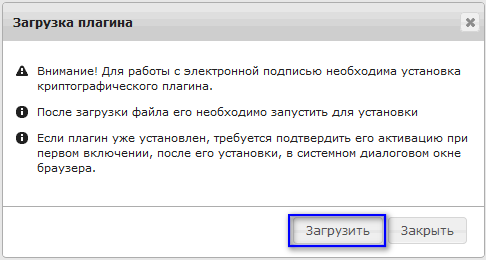 Загрузка плагина
Внимание! Для работы с электронной подписью необходима установка
криптографического плагина.
После загрузки файла его необходимо запустить для установки
Если плагин уже установлен, требуется подтвердить его активацию при
первом включении, после его установки, в системном диалоговом окне
браузера.
Загрузить Закрыть